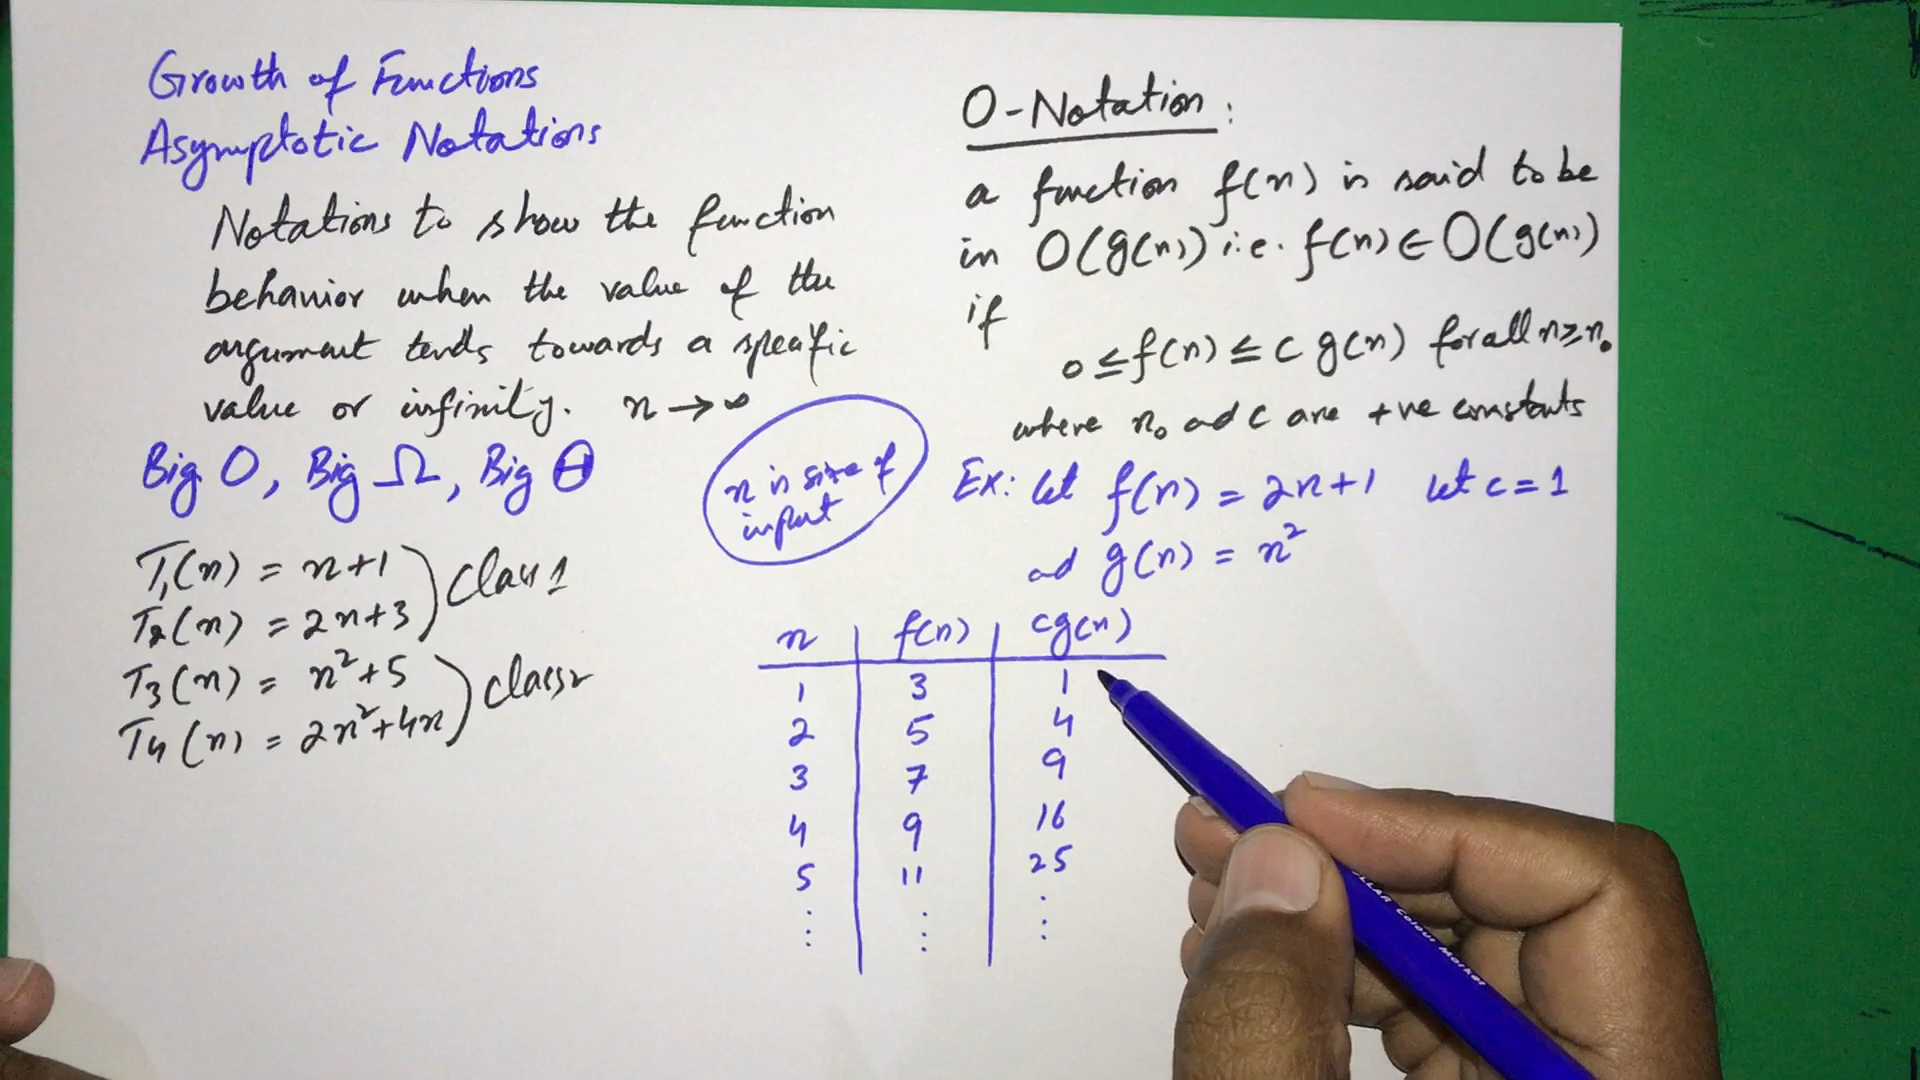 Growth of Functions
Asymptotic Notations
Notations to show the function
behavior when the value of the
argument tends towards a specific
value or infinity. n → ∞
Big O, Big Ω, Big Θ
n is size of
input
T₁(n) = n+1
T₂(n) = 2n+3
) Class 1
T₃(n) = n²+5
T₄(n) = 2n²+4n
) Class 2
O-Notation:
a function f(n) is said to be
in O(g(n)) i.e. f(n) ∈ O(g(n))
if
0 ≤ f(n) ≤ c g(n) for all n ≥ n₀
where n₀ ad c are +ve constants
Ex: let f(n) = 2n+1 let c = 1
ad g(n) = n²
n | f(n) | cg(n)
1 3 1
2 5 4
3 7 9
4 9 16
5 11 25
⋮ ⋮ ⋮
Colour Marker